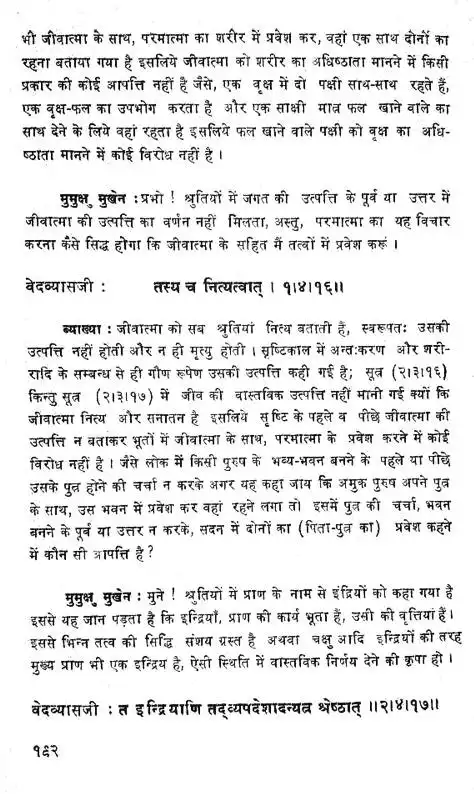 भी जीवात्मा के साथ, परमात्मा का शरीर में प्रवेश कर, वहां एक साथ दोनों का
रहना बताया गया है इसलिये जीवात्मा को शरीर का अधिष्ठाता मानने में किसी
प्रकार की कोई आपत्ति नहीं है जैसे, एक वृक्ष में दो पक्षी साथ-साथ रहते हैं,
एक वृक्ष-फल का उपभोग करता है और एक साक्षी मात्र फल खाने वाले का
साथ देने के लिये वहां रहता है इसलिये फल खाने वाले पक्षी को वृक्ष का अधि-
ष्ठाता मानने में कोई विरोध नहीं है ।
मुमुक्षु मुखेन : प्रभो ! श्रुतियों में जगत की उत्पत्ति के पूर्व या उत्तर में
जीवात्मा की उत्पत्ति का वर्णन नहीं मिलता, अस्तु, परमात्मा का यह विचार
करना कैसे सिद्ध होगा कि जीवात्मा के सहित मैं तत्वों में प्रवेश करूं ।
वेदव्यासजी : तस्य च नित्यत्वात् । १।४।१६॥
व्याख्या : जीवात्मा को सब श्रुतियां नित्य बताती हैं, स्वरूपतः उसकी
उत्पत्ति नहीं होती और न ही मृत्यु होती । सृष्टिकाल में अन्तःकरण और शरी-
रादि के सम्बन्ध से ही गौण रूपेण उसकी उत्पत्ति कही गई है; सूत्र (२।३।१६)
किन्तु सूत्र (२।३।१७) में जीव की वास्तविक उत्पत्ति नहीं मानी गई क्यों कि
जीवात्मा नित्य और सनातन है इसलिये सृष्टि के पहले व पीछे जीवात्मा की
उत्पत्ति न बताकर भूतों में जीवात्मा के साथ, परमात्मा के प्रवेश करने में कोई
विरोध नहीं है । जैसे लोक में किसी पुरुष के भव्य-भवन बनने के पहले या पीछे
उसके पुत्र होने की चर्चा न करके अगर यह कहा जाय कि अमुक पुरुष अपने पुत्र
के साथ, उस भवन में प्रवेश कर वहां रहने लगा तो इसमें पुत्र की चर्चा, भवन
बनने के पूर्व या उत्तर न करके, सदन में दोनों का (पिता-पुत्र का) प्रवेश कहने
में कौन सी आपत्ति है ?
मुमुक्षु मुखेन : मुने ! श्रुतियों में प्राण के नाम से इंद्रियों को कहा गया है
इससे यह जान पड़ता है कि इन्द्रियाँ, प्राण की कार्य भूता हैं, उसी की वृत्तियां हैं ।
इससे भिन्न तत्व की सिद्धि संशय ग्रस्त है अथवा चक्षु आदि इन्द्रियों की तरह
मुख्य प्राण भी एक इन्द्रिय है, ऐसी स्थिति में वास्तविक निर्णय देने की कृपा हो ।
वेदव्यासजी : त इन्द्रियाणि तद्व्यपदेशादन्यत्र श्रेष्ठात् ॥२।४।१७॥
१९२